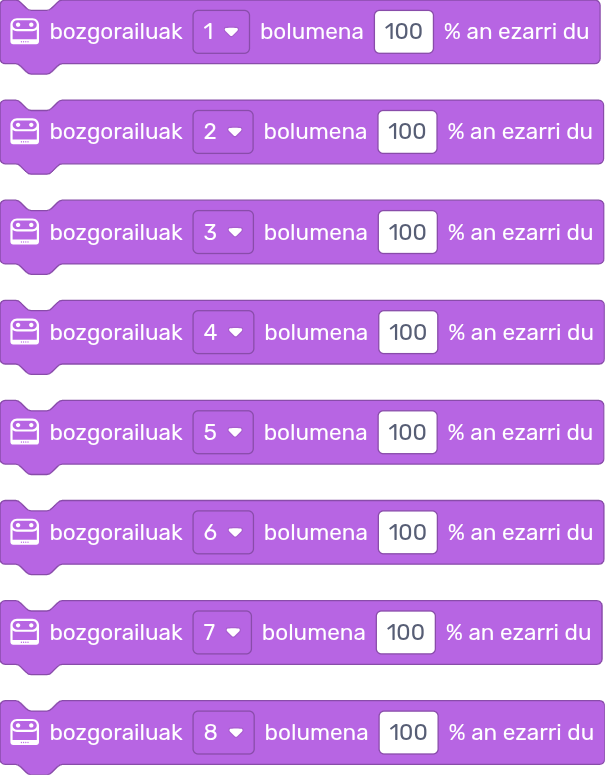 bozgorailuak 1 bolumena 100 % an ezarri du
bozgorailuak 2 bolumena 100 % an ezarri du
bozgorailuak 3 bolumena 100 % an ezarri du
bozgorailuak 4 bolumena 100 % an ezarri du
bozgorailuak 5 bolumena 100 % an ezarri du
bozgorailuak 6 bolumena 100 % an ezarri du
bozgorailuak 7 bolumena 100 % an ezarri du
bozgorailuak 8 bolumena 100 % an ezarri du